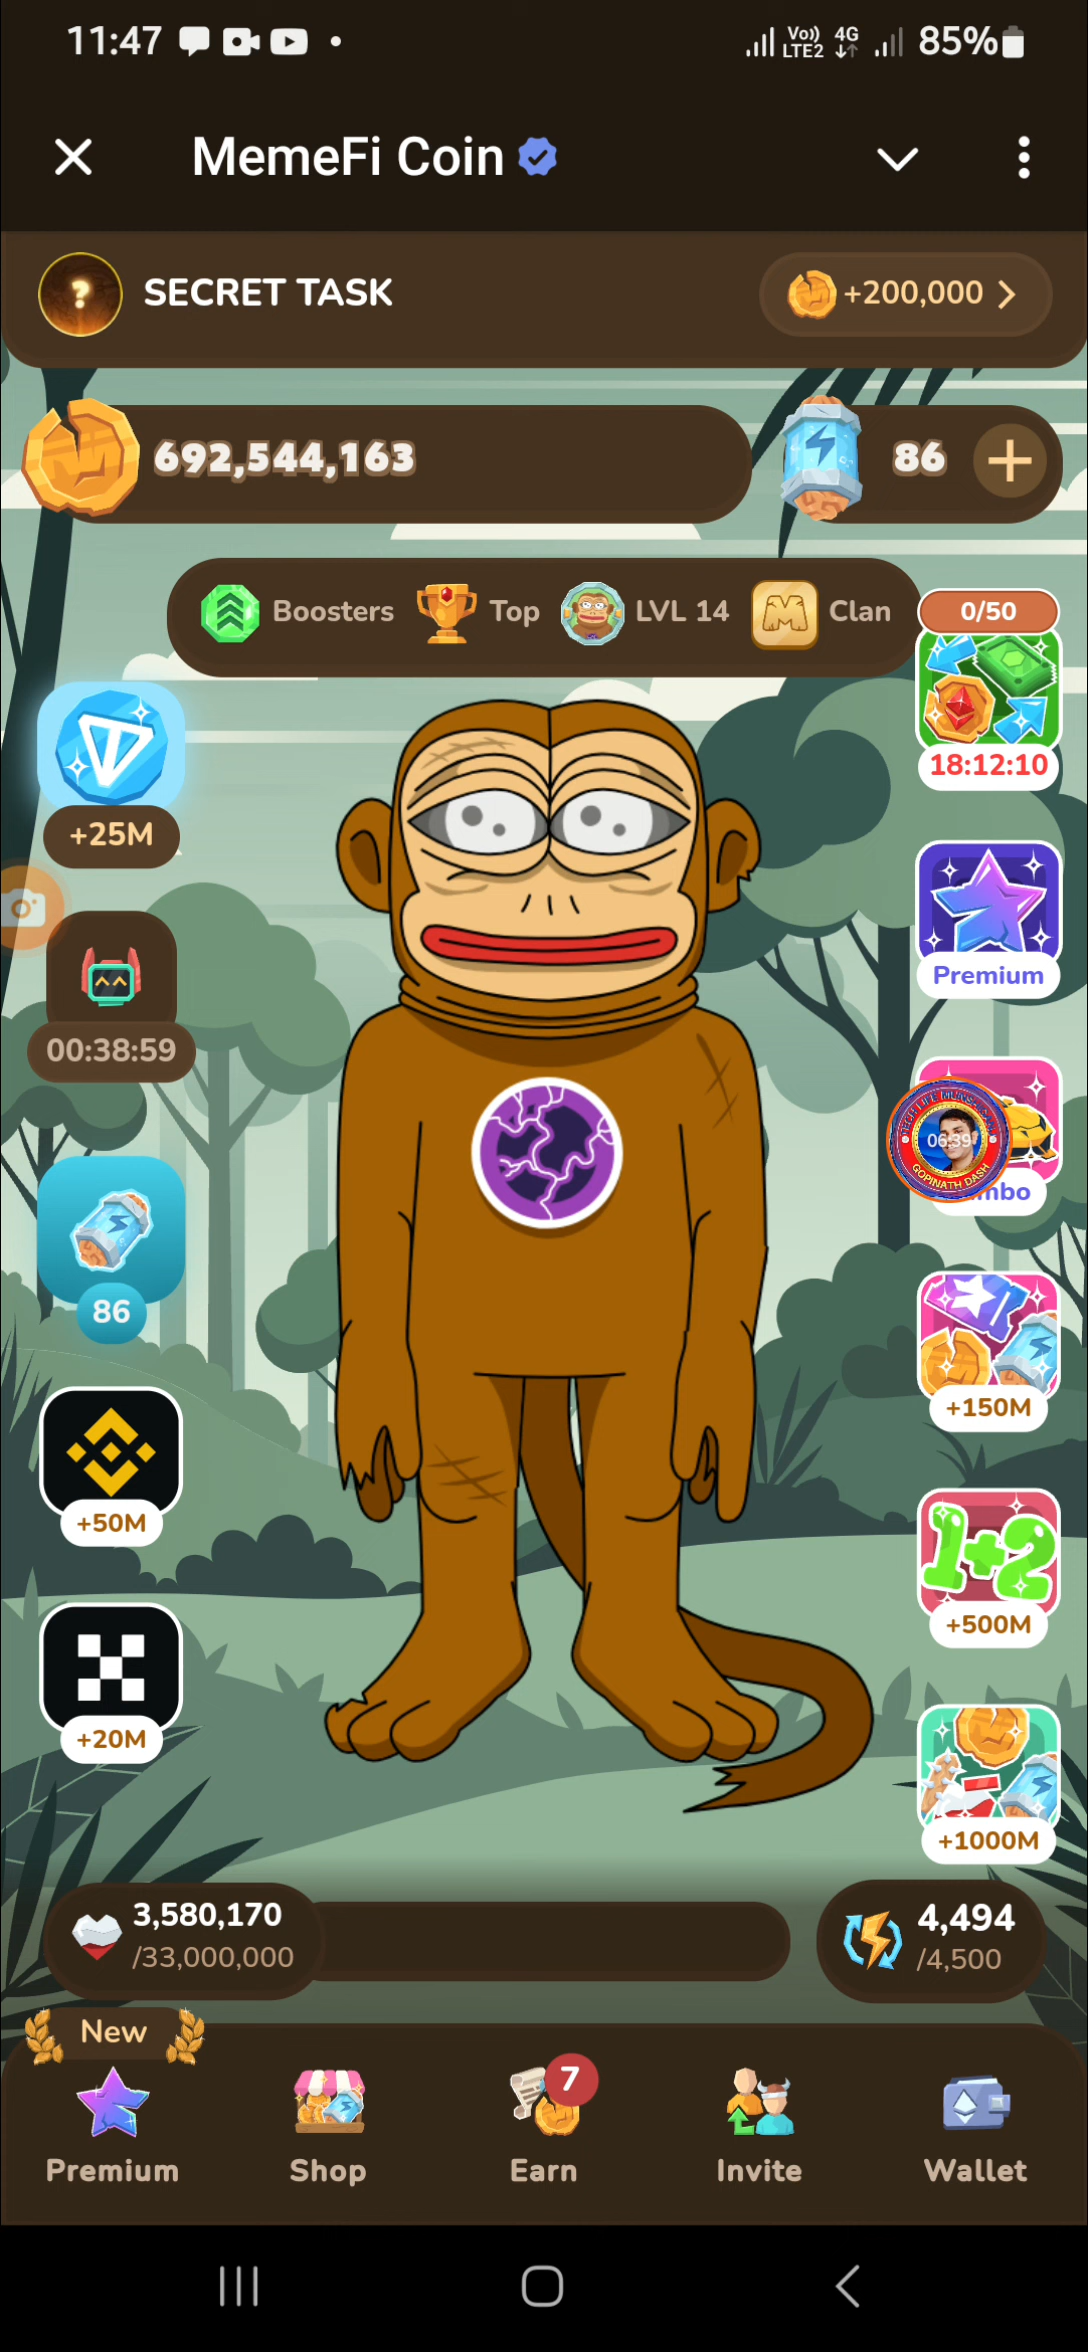 11:47
Vo))
LTE2
4G
85%
MemeFi Coin
?
SECRET TASK
+200,000
692,544,163
86
Boosters
Top
LVL 14
Clan
0/50
18:12:10
+25M
Premium
00:38:59
06:39
GOPINATH DASH
mbo
86
+150M
+50M
1+2
+500M
+20M
+1000M
3,580,170
/33,000,000
4,494
/4,500
New
7
Premium
Shop
Earn
Invite
Wallet